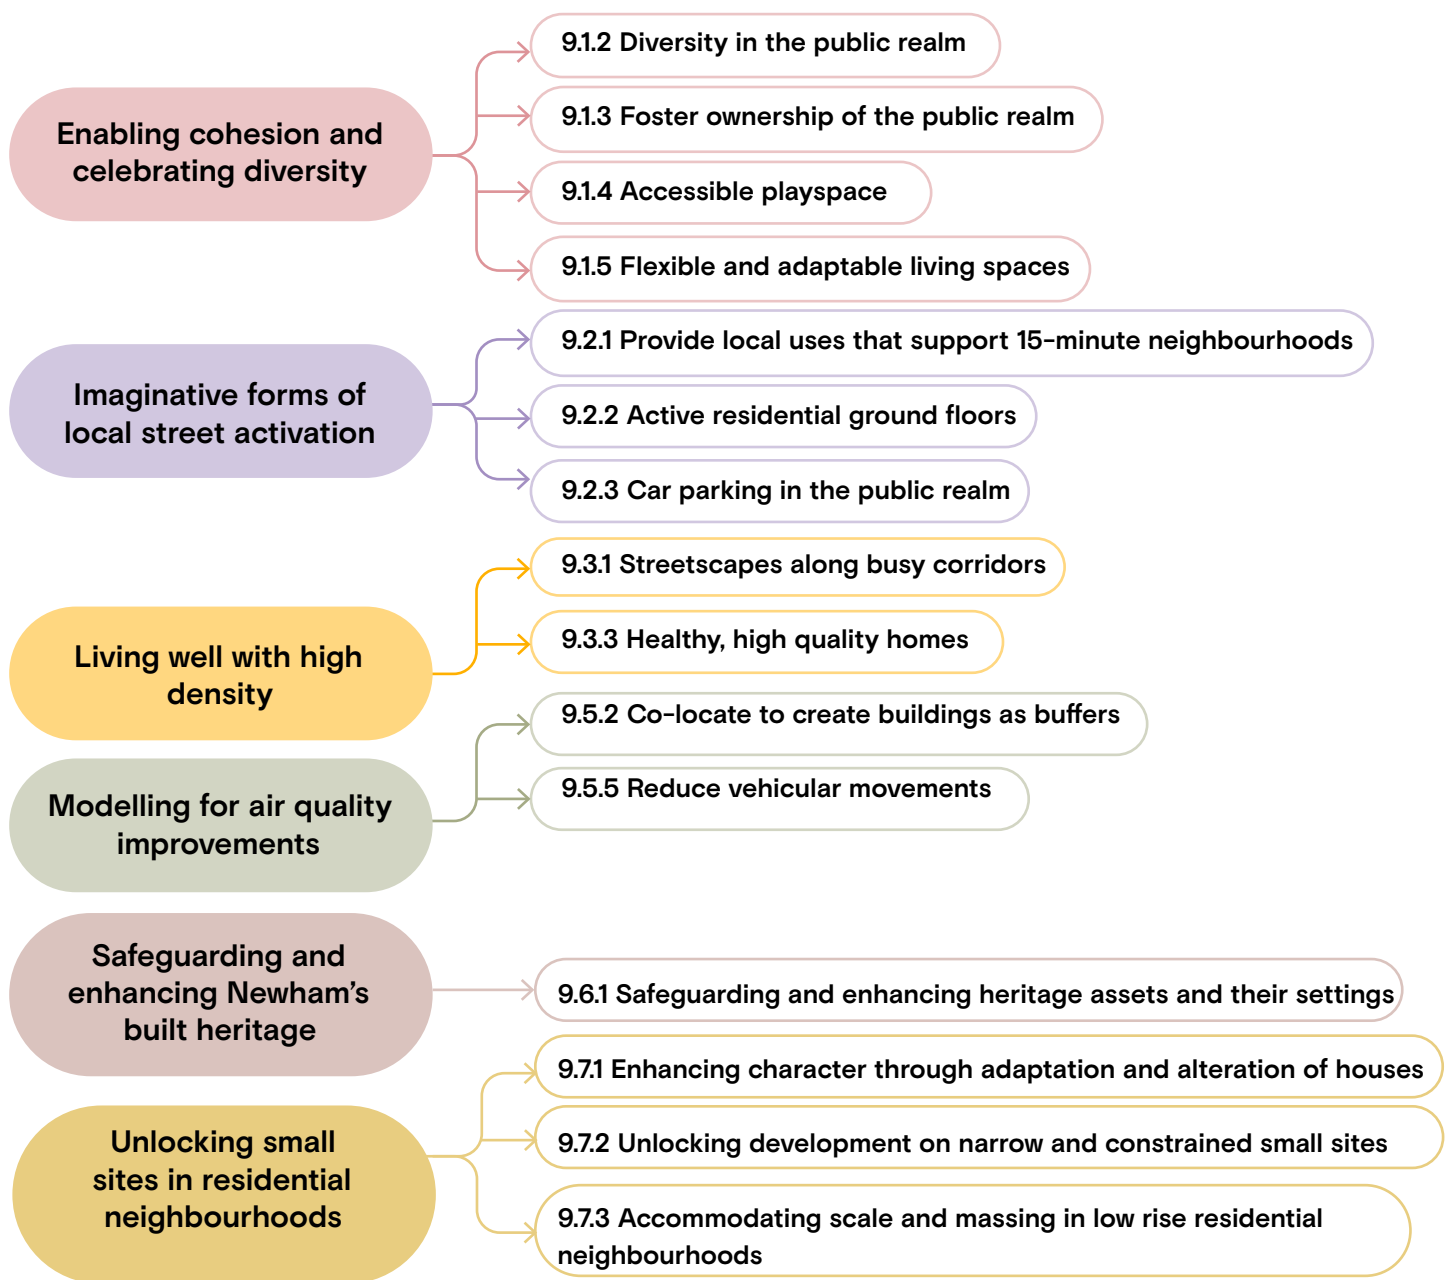 Enabling cohesion and
celebrating diversity
9.1.2 Diversity in the public realm
9.1.3 Foster ownership of the public realm
9.1.4 Accessible playspace
9.1.5 Flexible and adaptable living spaces
Imaginative forms of
local street activation
9.2.1 Provide local uses that support 15-minute neighbourhoods
9.2.2 Active residential ground floors
9.2.3 Car parking in the public realm
Living well with high
density
9.3.1 Streetscapes along busy corridors
9.3.3 Healthy, high quality homes
Modelling for air quality
improvements
9.5.2 Co-locate to create buildings as buffers
9.5.5 Reduce vehicular movements
Safeguarding and
enhancing Newham’s
built heritage
9.6.1 Safeguarding and enhancing heritage assets and their settings
Unlocking small
sites in residential
neighbourhoods
9.7.1 Enhancing character through adaptation and alteration of houses
9.7.2 Unlocking development on narrow and constrained small sites
9.7.3 Accommodating scale and massing in low rise residential
neighbourhoods